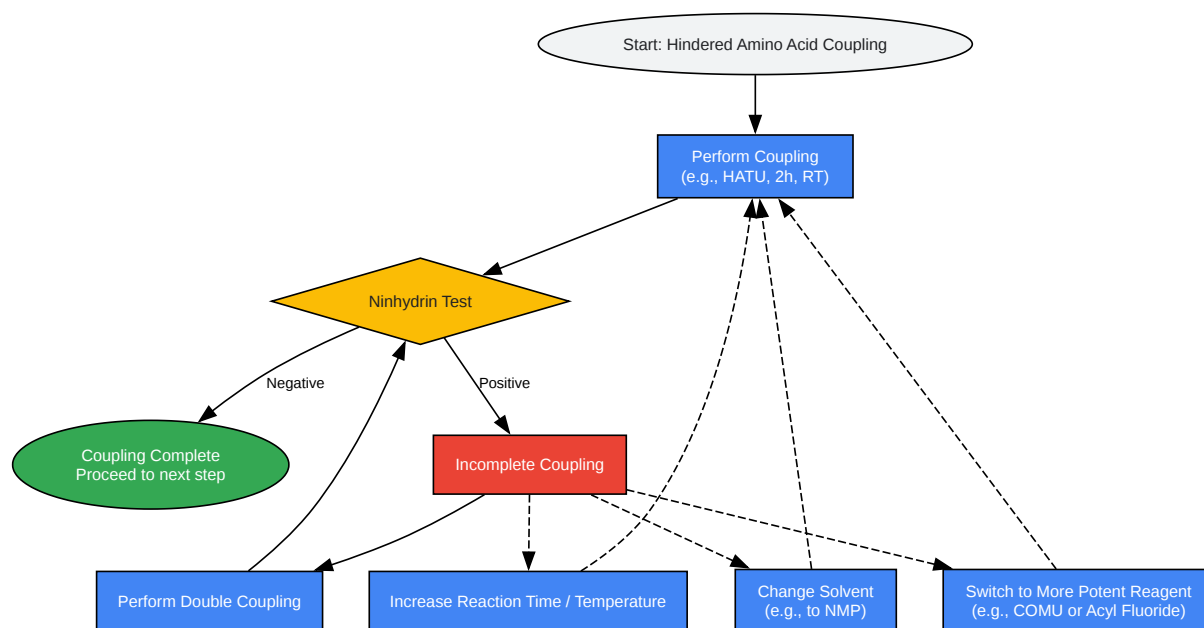 Start: Hindered Amino Acid Coupling
Perform Coupling
(e.g., HATU, 2h, RT)
Ninhydrin Test
Negative
Positive
Coupling Complete
Proceed to next step
Incomplete Coupling
Perform Double Coupling
Increase Reaction Time / Temperature
Change Solvent
(e.g., to NMP)
Switch to More Potent Reagent
(e.g., COMU or Acyl Fluoride)